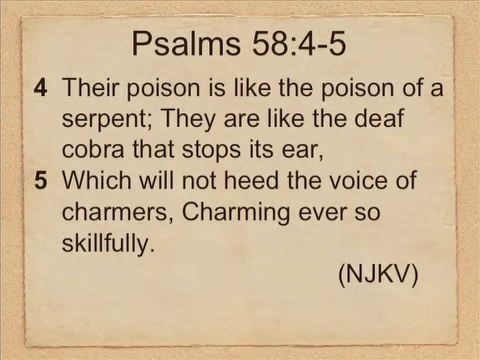 Psalms 58:4-5
4 Their poison is like the poison of a
serpent; They are like the deaf
cobra that stops its ear,
5 Which will not heed the voice of
charmers, Charming ever so
skillfully.
(NJKV)